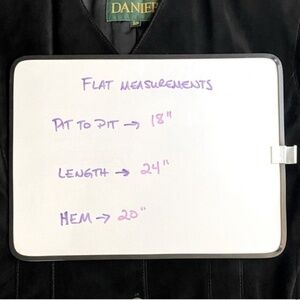 DANIER
FLAT MEASUREMENTS
PIT TO PIT → 18"
LENGTH → 24"
HEM → 20"